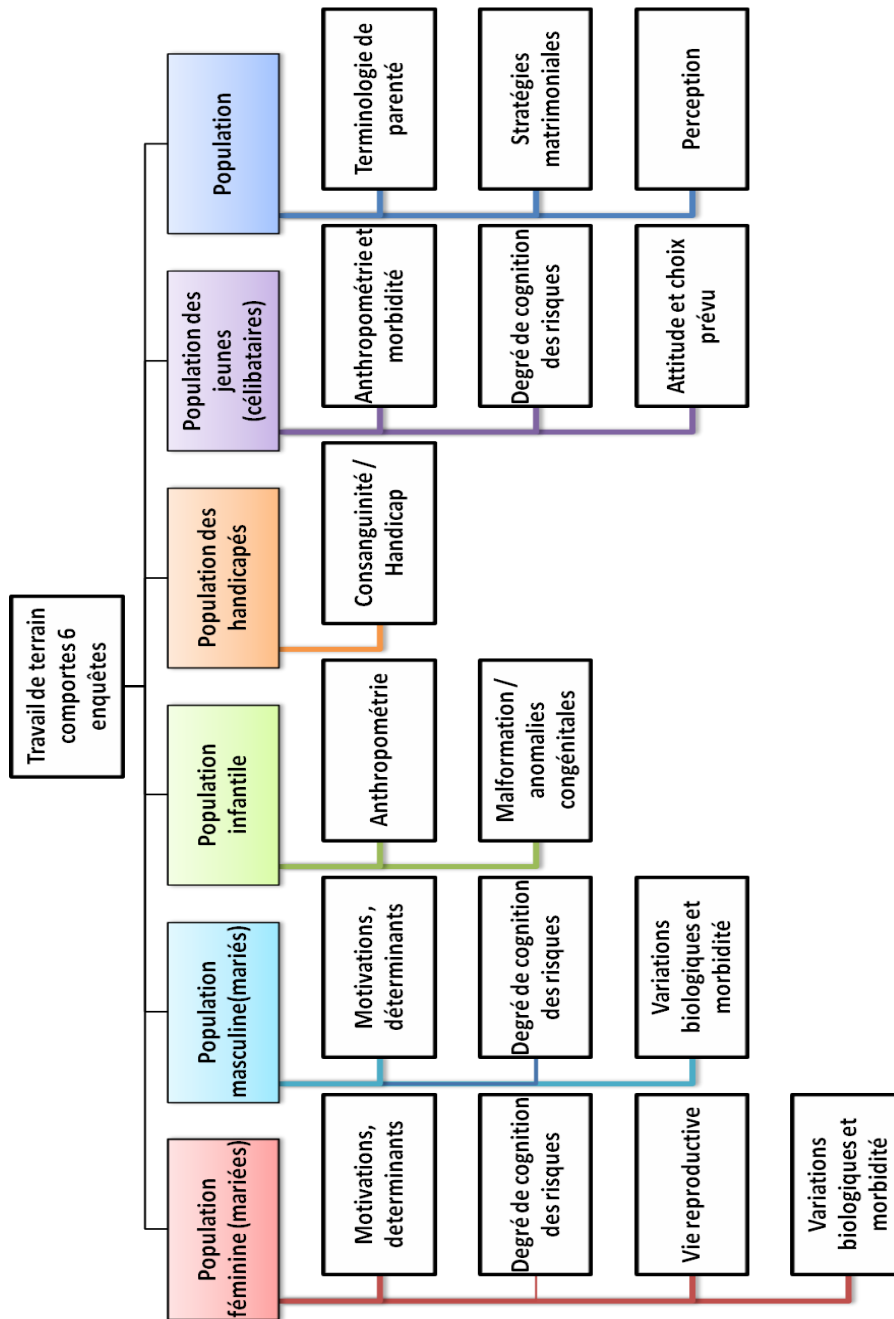 Travail de terrain
comportes 6
enquêtes
Population
féminine (mariées)
Motivations,
determinants
Degré de cognition
des risques
Vie reproductive
Variations
biologiques et
morbidité
Population
masculine(mariés)
Motivations ,
déterminants
Degré de cognition
des risques
Variations
biologiques et
morbidité
Population
infantile
Anthropométrie
Malformation /
anomalies
congénitales
Population des
handicapés
Consanguinité /
Handicap
Population des
jeunes
(célibataires)
Anthropométrie et
morbidité
Degré de cognition
des risques
Attitude et choix
prévu
Population
Terminologie de
parenté
Stratégies
matrimoniales
Perception